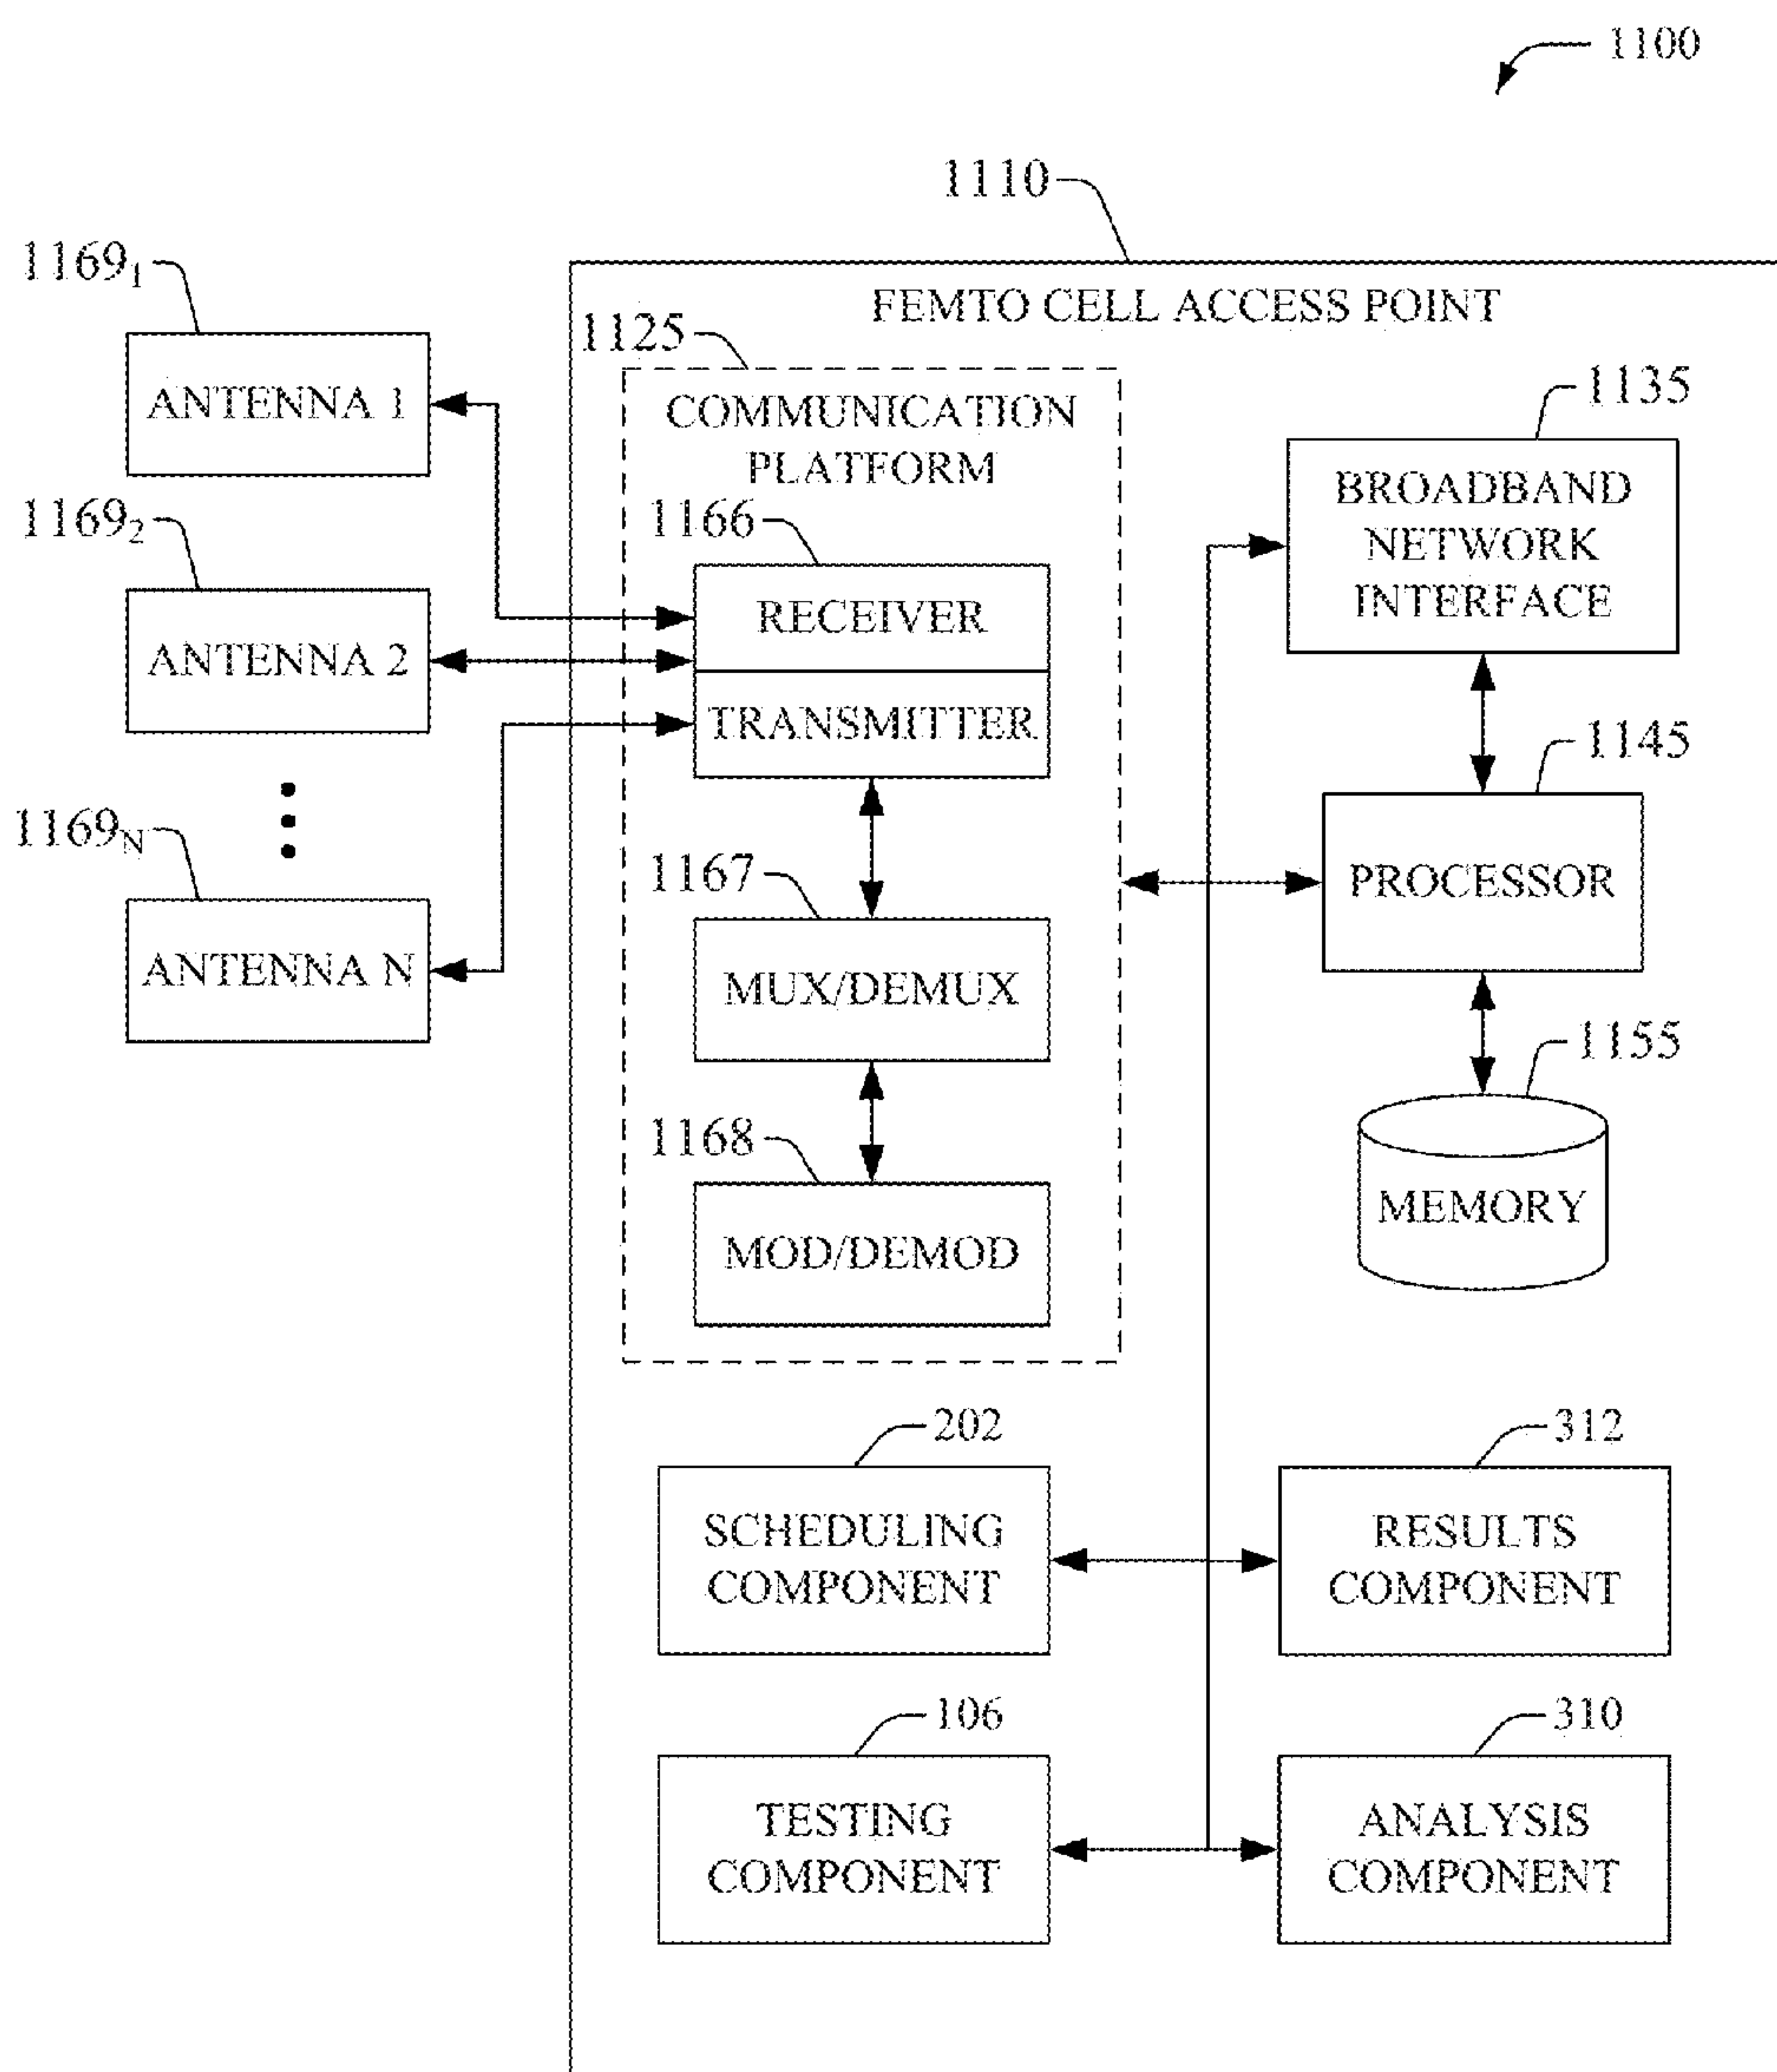 1100
1110
1169₁
FEMTO CELL ACCESS POINT
1125
1135
ANTENNA 1
COMMUNICATION
PLATFORM
BROADBAND
NETWORK
INTERFACE
1169₂
1166
RECEIVER
ANTENNA 2
TRANSMITTER
1145
1169N
1167
PROCESSOR
ANTENNA N
MUX/DEMUX
1155
1168
MEMORY
MOD/DEMOD
202
312
SCHEDULING
COMPONENT
RESULTS
COMPONENT
106
310
TESTING
COMPONENT
ANALYSIS
COMPONENT